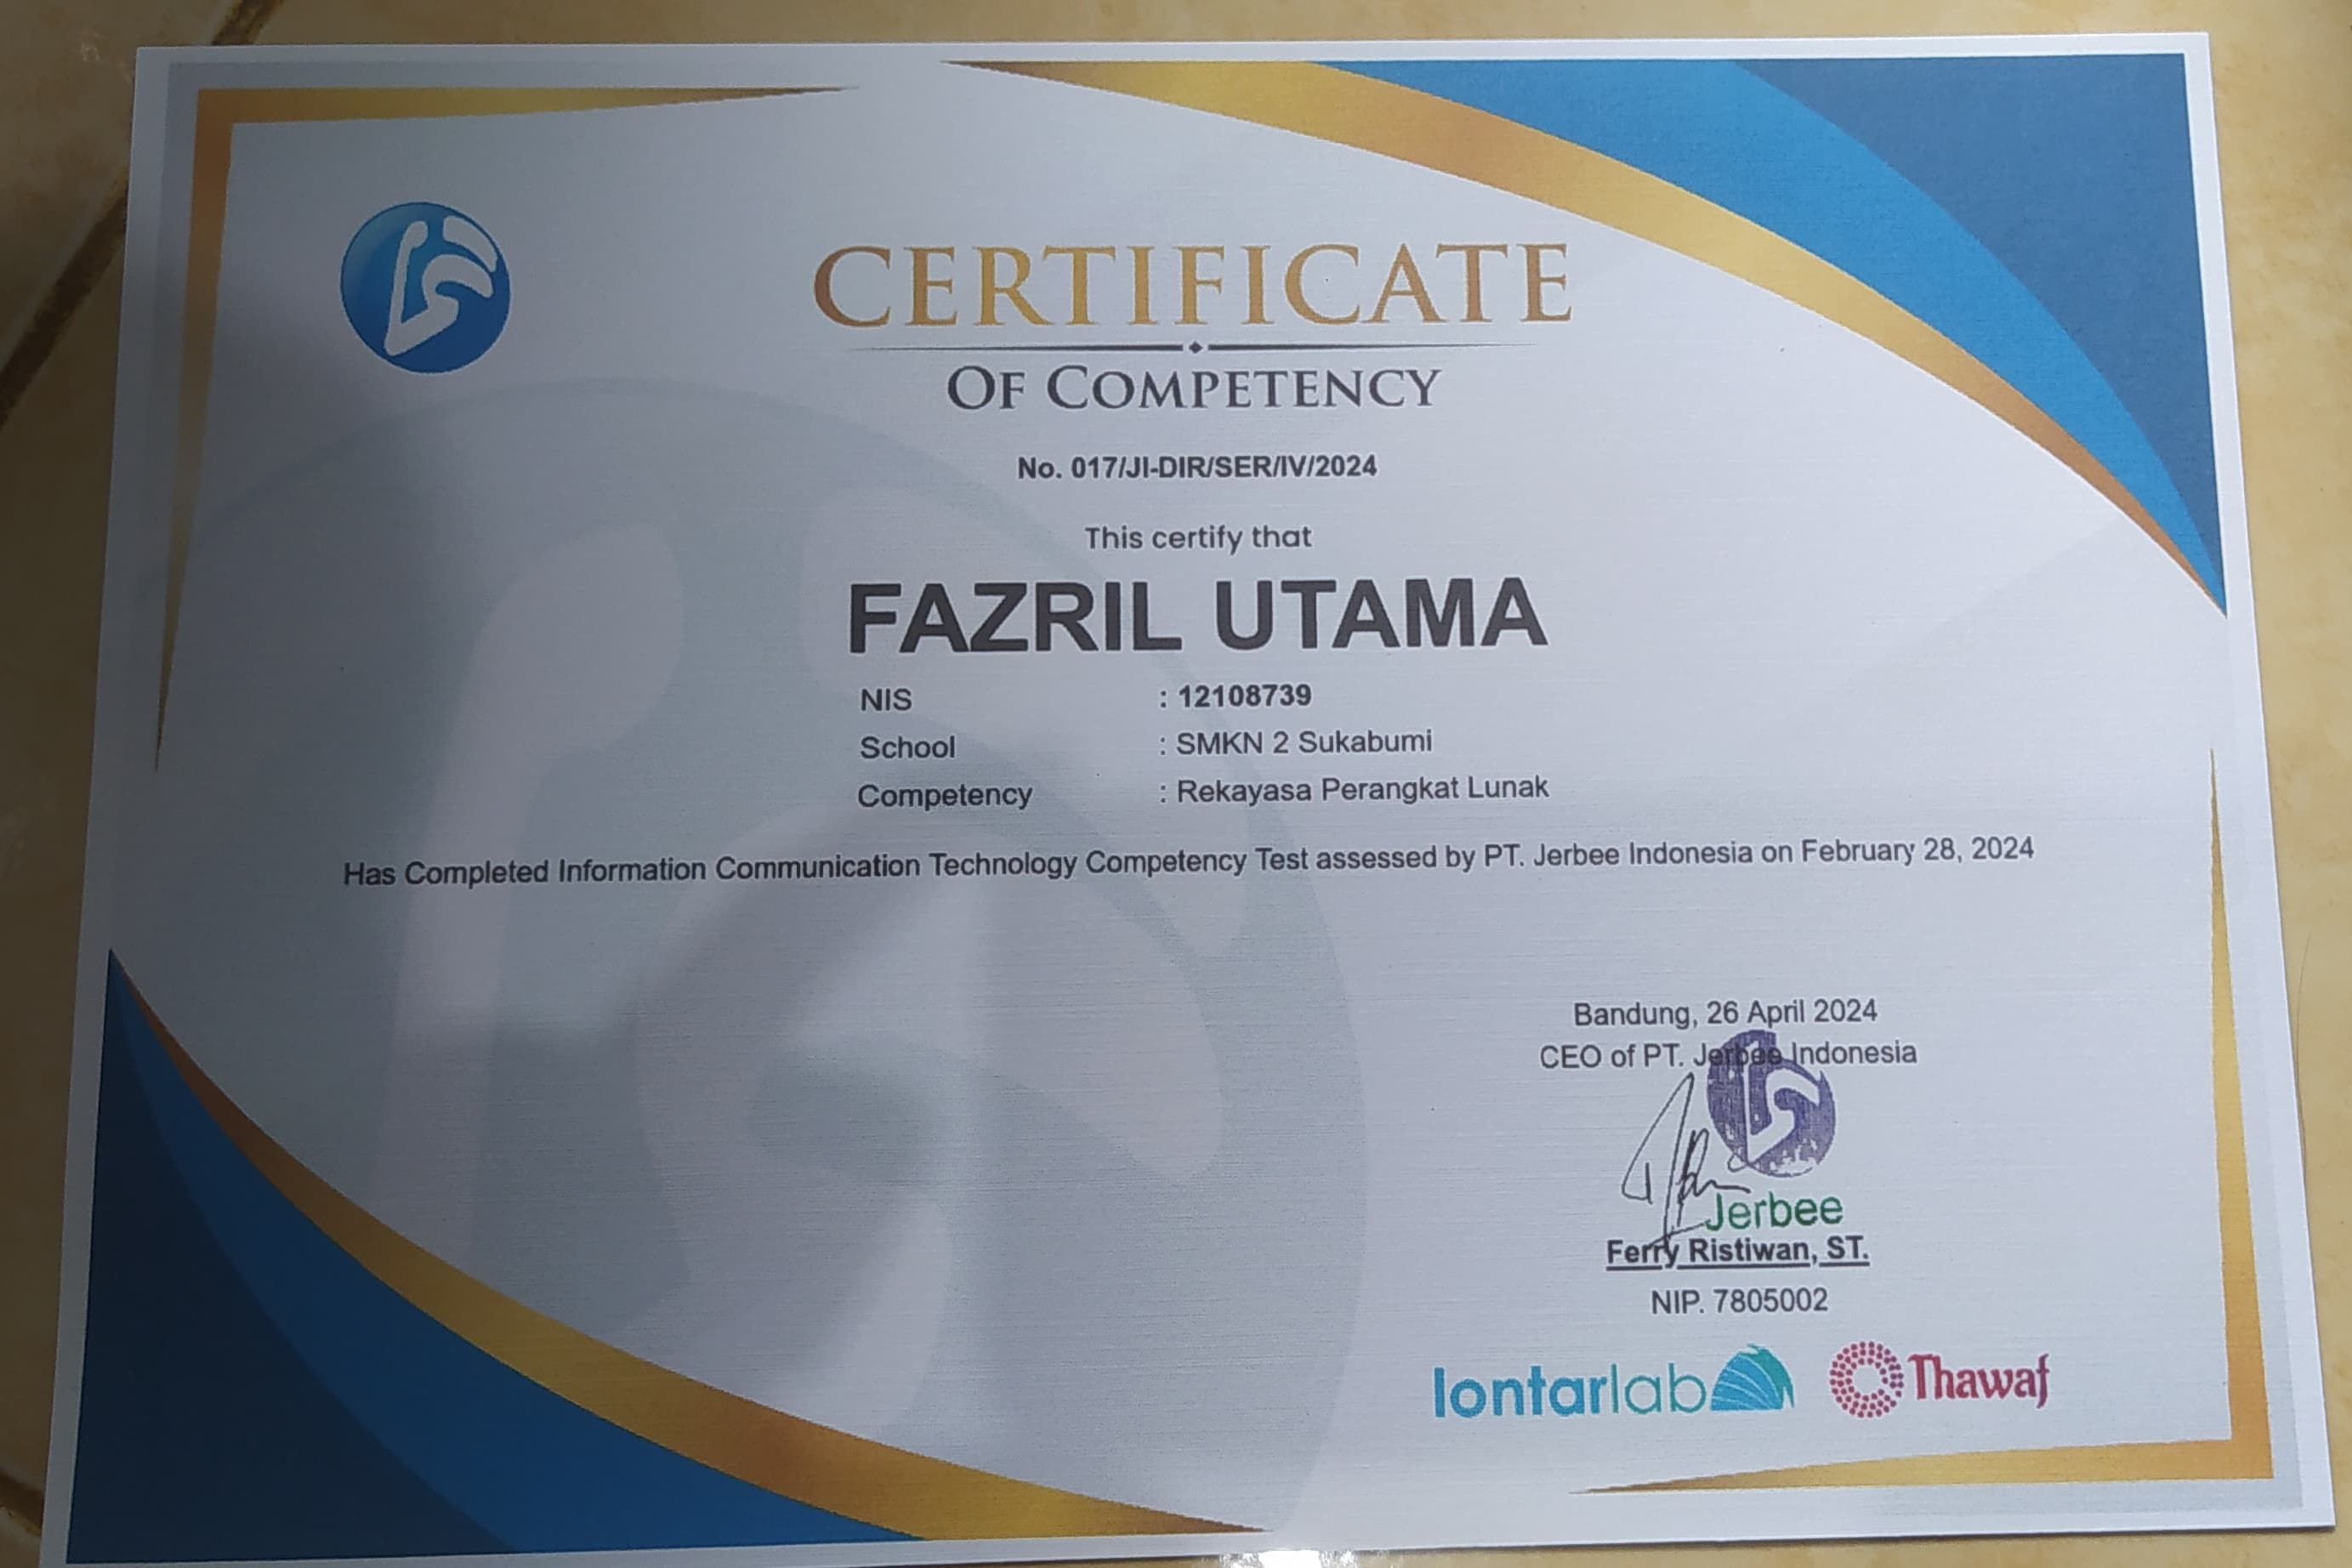 CERTIFICATE
OF COMPETENCY
No. 017/JI-DIR/SER/IV/2024
This certify that
FAZRIL UTAMA
NIS : 12108739
School : SMKN 2 Sukabumi
Competency : Rekayasa Perangkat Lunak
Has Completed Information Communication Technology Competency Test assessed by PT. Jerbee Indonesia on February 28, 2024
Bandung, 26 April 2024
CEO of PT. Jerbee Indonesia
Jerbee
Ferry Ristiwan, ST.
NIP. 7805002
lontarlab Thawaf